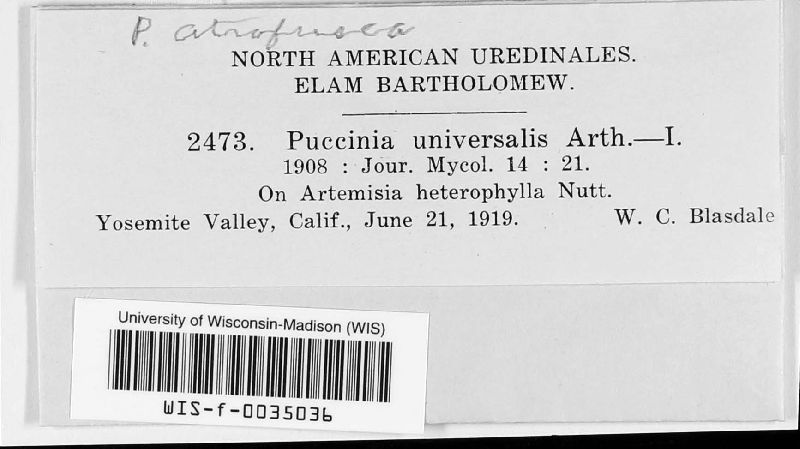 P. atrofusca
NORTH AMERICAN UREDINALES.
ELAM BARTHOLOMEW.
2473. Puccinia universalis Arth.—I.
1908 : Jour. Mycol. 14 : 21.
On Artemisia heterophylla Nutt.
Yosemite Valley, Calif., June 21, 1919. W. C. Blasdale
University of Wisconsin-Madison (WIS)
WIS-f-0035036